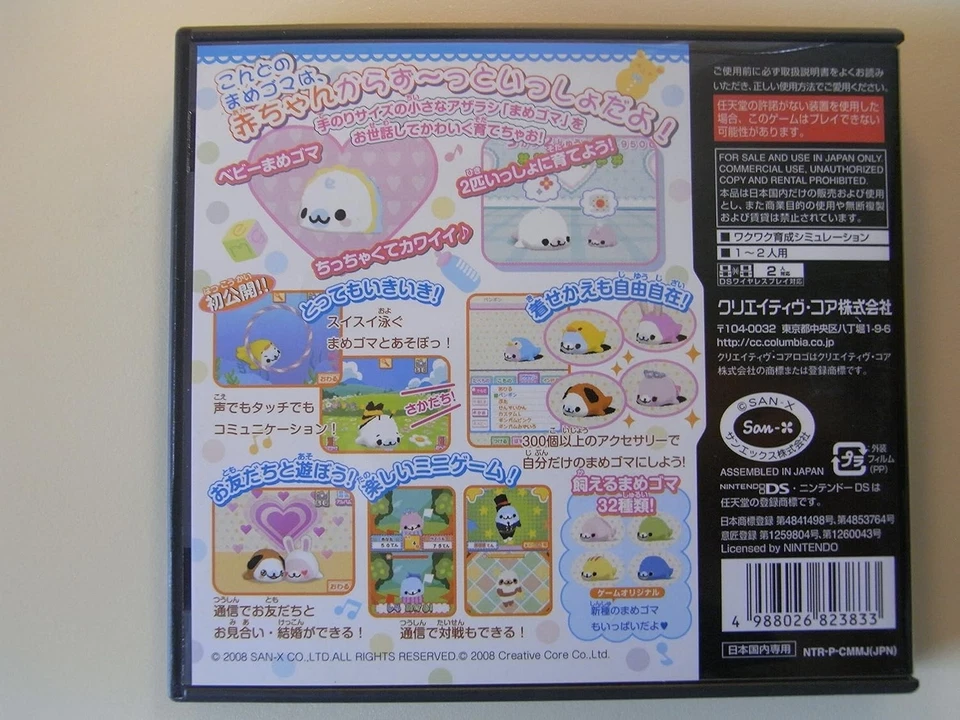 こんどの
まめゴマは、
赤ちゃんからず〜っといっしょだよ！
手のりサイズの小さなアザラシ「まめゴマ」を
お世話してかわいく育てちゃお！
ベビーまめゴマ
ちっちゃくてカワイイ♪
2匹いっしょに育てよう！
初公開!!
とってもいきいき！
スイスイ泳ぐ
まめゴマとあそぼっ！
おわる
声でもタッチでも
コミュニケーション！
さかだち！
着せかえも自由自在！
300個以上のアクセサリーで
自分だけのまめゴマにしよう！
お友だちと遊ぼう！
おわる
通信でお友だちと
お見合い・結婚ができる！
楽しいミニゲーム！
通信で対戦もできる！
飼えるまめゴマ
32種類！
ゲームオリジナル
新種のまめゴマ
もいっぱいだよ♥
© 2008 SAN-X CO.,LTD.ALL RIGHTS RESERVED.© 2008 Creative Core Co.,Ltd.
ご使用前に必ず取扱説明書をよくお読み
いただき、正しい使用方法でご愛用ください。
任天堂の許諾がない装置を使用した
場合、このゲームはプレイできない
可能性があります。
FOR SALE AND USE IN JAPAN ONLY.
COMMERCIAL USE, UNAUTHORIZED
COPY AND RENTAL PROHIBITED.
本品は日本国内だけの販売および使用
とし、また商業目的の使用や無断複製
および賃貸は禁止されています。
■ ワクワク育成シミュレーション
■ 1〜2人用
2人対応
DSワイヤレスプレイ対応
クリエイティヴ・コア株式会社
〒104-0032 東京都中央区八丁堀1-9-6
http://cc.columbia.co.jp
クリエイティヴ・コアロゴはクリエイティヴ・コア
株式会社の商標または登録商標です。
©SAN-X
San-X
サンエックス株式会社
プラ
外装
フィルム
(PP)
ASSEMBLED IN JAPAN
NINTENDO DS・ニンテンドーDSは
任天堂の登録商標です。
日本商標登録 第4841498号、第4853764号
意匠登録 第1259804号、第1260043号
Licensed by NINTENDO
4 988026 823833
日本国内専用
NTR-P-CMMJ(JPN)